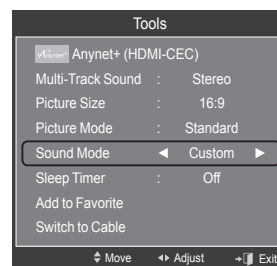 Tools
Anynet+ Anynet+ (HDMI-CEC)
Multi-Track Sound : Stereo
Picture Size : 16:9
Picture Mode : Standard
Sound Mode ◄ Custom ►
Sleep Timer : Off
Add to Favorite
Switch to Cable
Move Adjust Exit